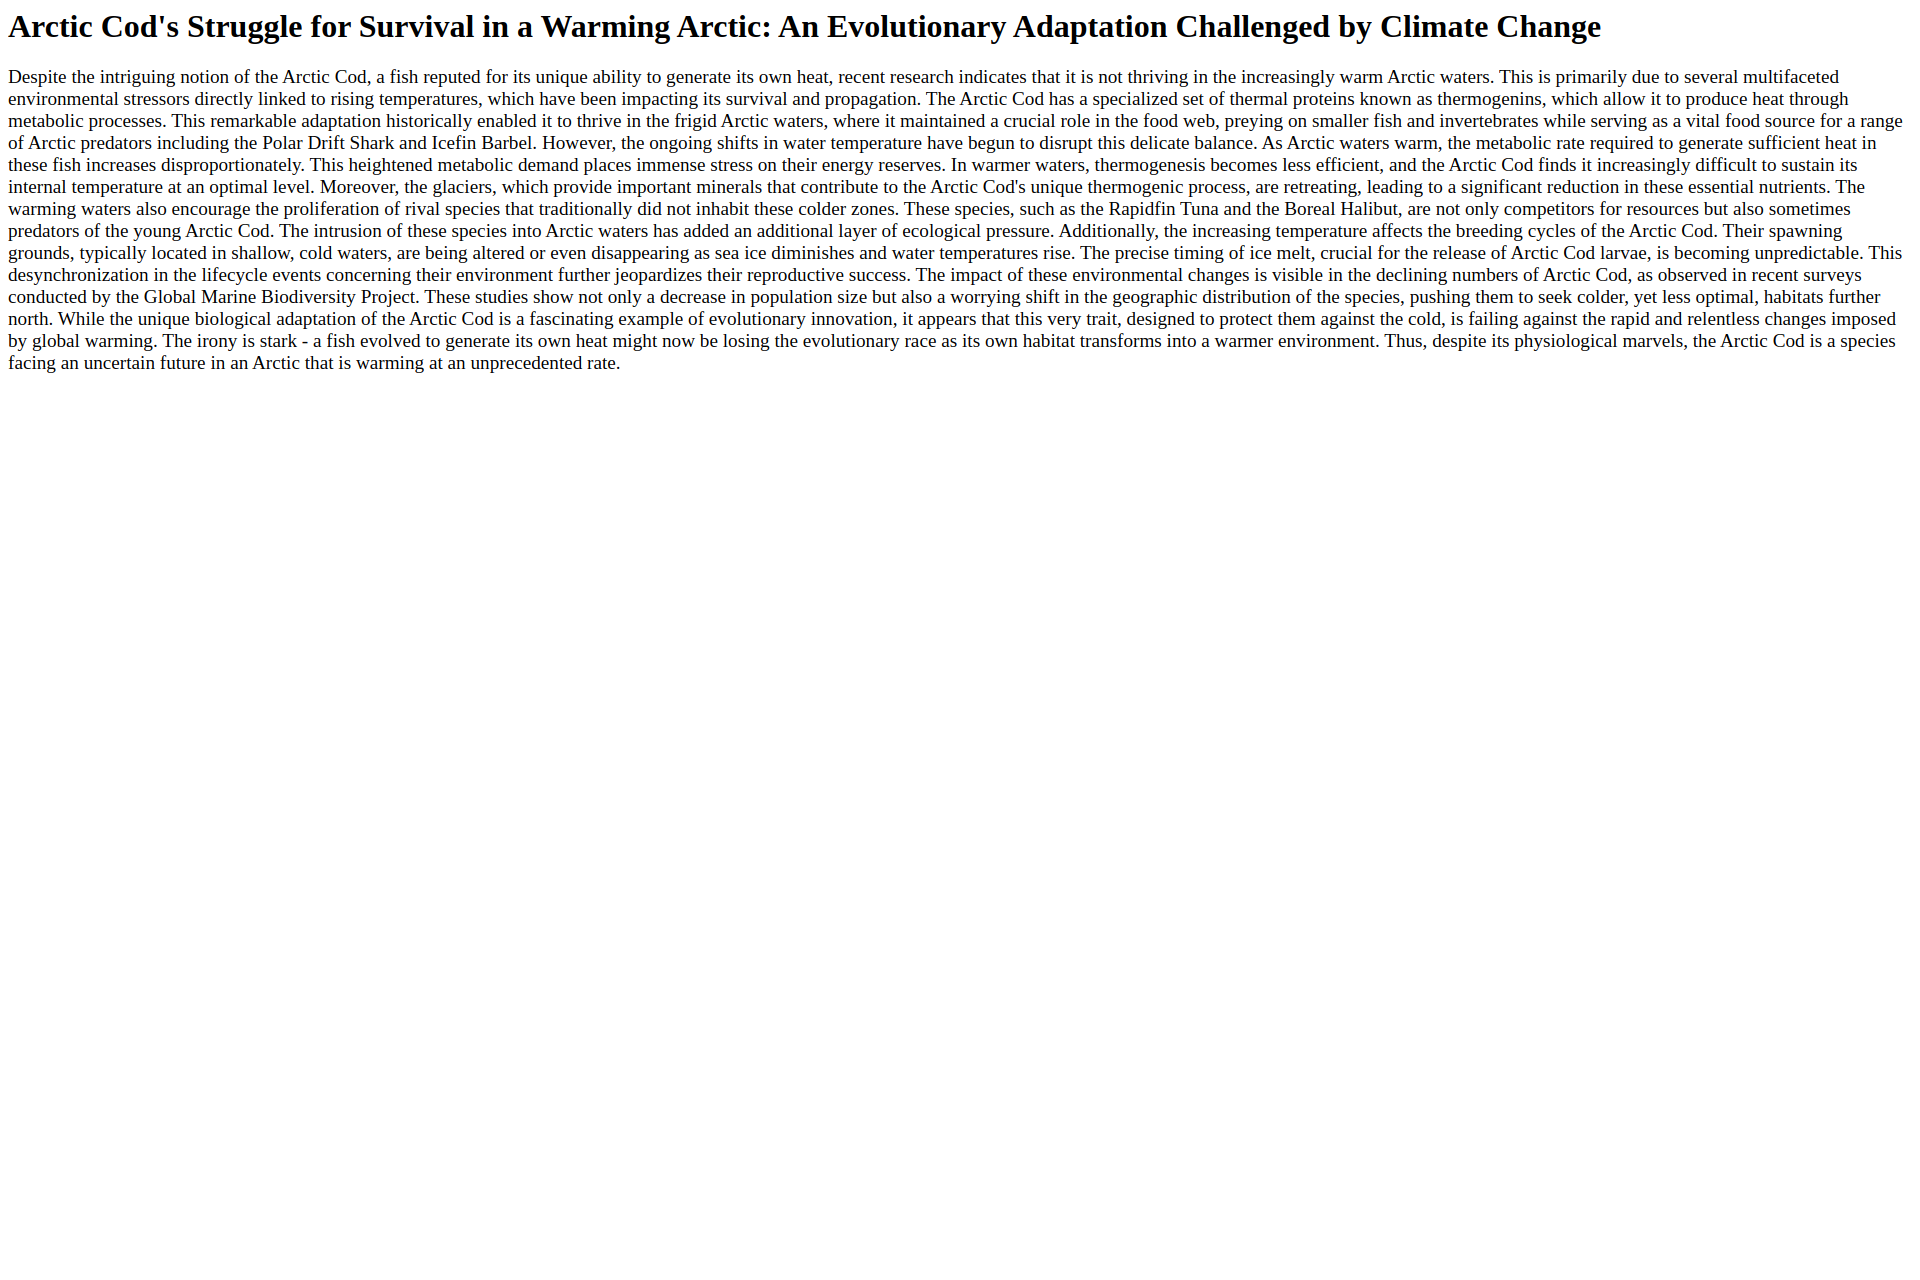 Arctic Cod's Struggle for Survival in a Warming Arctic: An Evolutionary Adaptation Challenged by Climate Change
Despite the intriguing notion of the Arctic Cod, a fish reputed for its unique ability to generate its own heat, recent research indicates that it is not thriving in the increasingly warm Arctic waters. This is primarily due to several multifaceted
environmental stressors directly linked to rising temperatures, which have been impacting its survival and propagation. The Arctic Cod has a specialized set of thermal proteins known as thermogenins, which allow it to produce heat through
metabolic processes. This remarkable adaptation historically enabled it to thrive in the frigid Arctic waters, where it maintained a crucial role in the food web, preying on smaller fish and invertebrates while serving as a vital food source for a range
of Arctic predators including the Polar Drift Shark and Icefin Barbel. However, the ongoing shifts in water temperature have begun to disrupt this delicate balance. As Arctic waters warm, the metabolic rate required to generate sufficient heat in
these fish increases disproportionately. This heightened metabolic demand places immense stress on their energy reserves. In warmer waters, thermogenesis becomes less efficient, and the Arctic Cod finds it increasingly difficult to sustain its
internal temperature at an optimal level. Moreover, the glaciers, which provide important minerals that contribute to the Arctic Cod's unique thermogenic process, are retreating, leading to a significant reduction in these essential nutrients. The
warming waters also encourage the proliferation of rival species that traditionally did not inhabit these colder zones. These species, such as the Rapidfin Tuna and the Boreal Halibut, are not only competitors for resources but also sometimes
predators of the young Arctic Cod. The intrusion of these species into Arctic waters has added an additional layer of ecological pressure. Additionally, the increasing temperature affects the breeding cycles of the Arctic Cod. Their spawning
grounds, typically located in shallow, cold waters, are being altered or even disappearing as sea ice diminishes and water temperatures rise. The precise timing of ice melt, crucial for the release of Arctic Cod larvae, is becoming unpredictable. This
desynchronization in the lifecycle events concerning their environment further jeopardizes their reproductive success. The impact of these environmental changes is visible in the declining numbers of Arctic Cod, as observed in recent surveys
conducted by the Global Marine Biodiversity Project. These studies show not only a decrease in population size but also a worrying shift in the geographic distribution of the species, pushing them to seek colder, yet less optimal, habitats further
north. While the unique biological adaptation of the Arctic Cod is a fascinating example of evolutionary innovation, it appears that this very trait, designed to protect them against the cold, is failing against the rapid and relentless changes imposed
by global warming. The irony is stark - a fish evolved to generate its own heat might now be losing the evolutionary race as its own habitat transforms into a warmer environment. Thus, despite its physiological marvels, the Arctic Cod is a species
facing an uncertain future in an Arctic that is warming at an unprecedented rate.